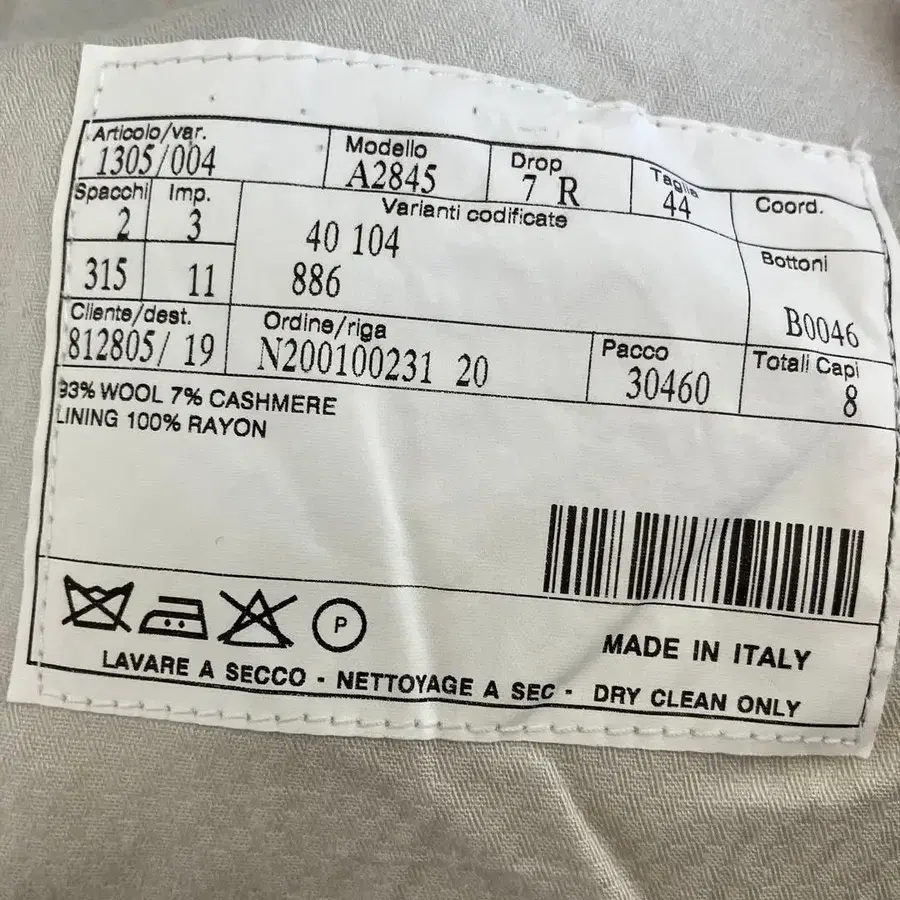 Articolo/var. Modello Drop Taglia Coord.
1305/004 A2845 7 R 44
Spacchi Imp. Varianti codificate Bottoni
2 3 40 104
315 11 886 B0046
Cliente/dest. Ordine/riga Pacco Totali Capi
812805/ 19 N200100231 20 30460 8
93% WOOL 7% CASHMERE
LINING 100% RAYON
P
MADE IN ITALY
LAVARE A SECCO - NETTOYAGE A SEC - DRY CLEAN ONLY